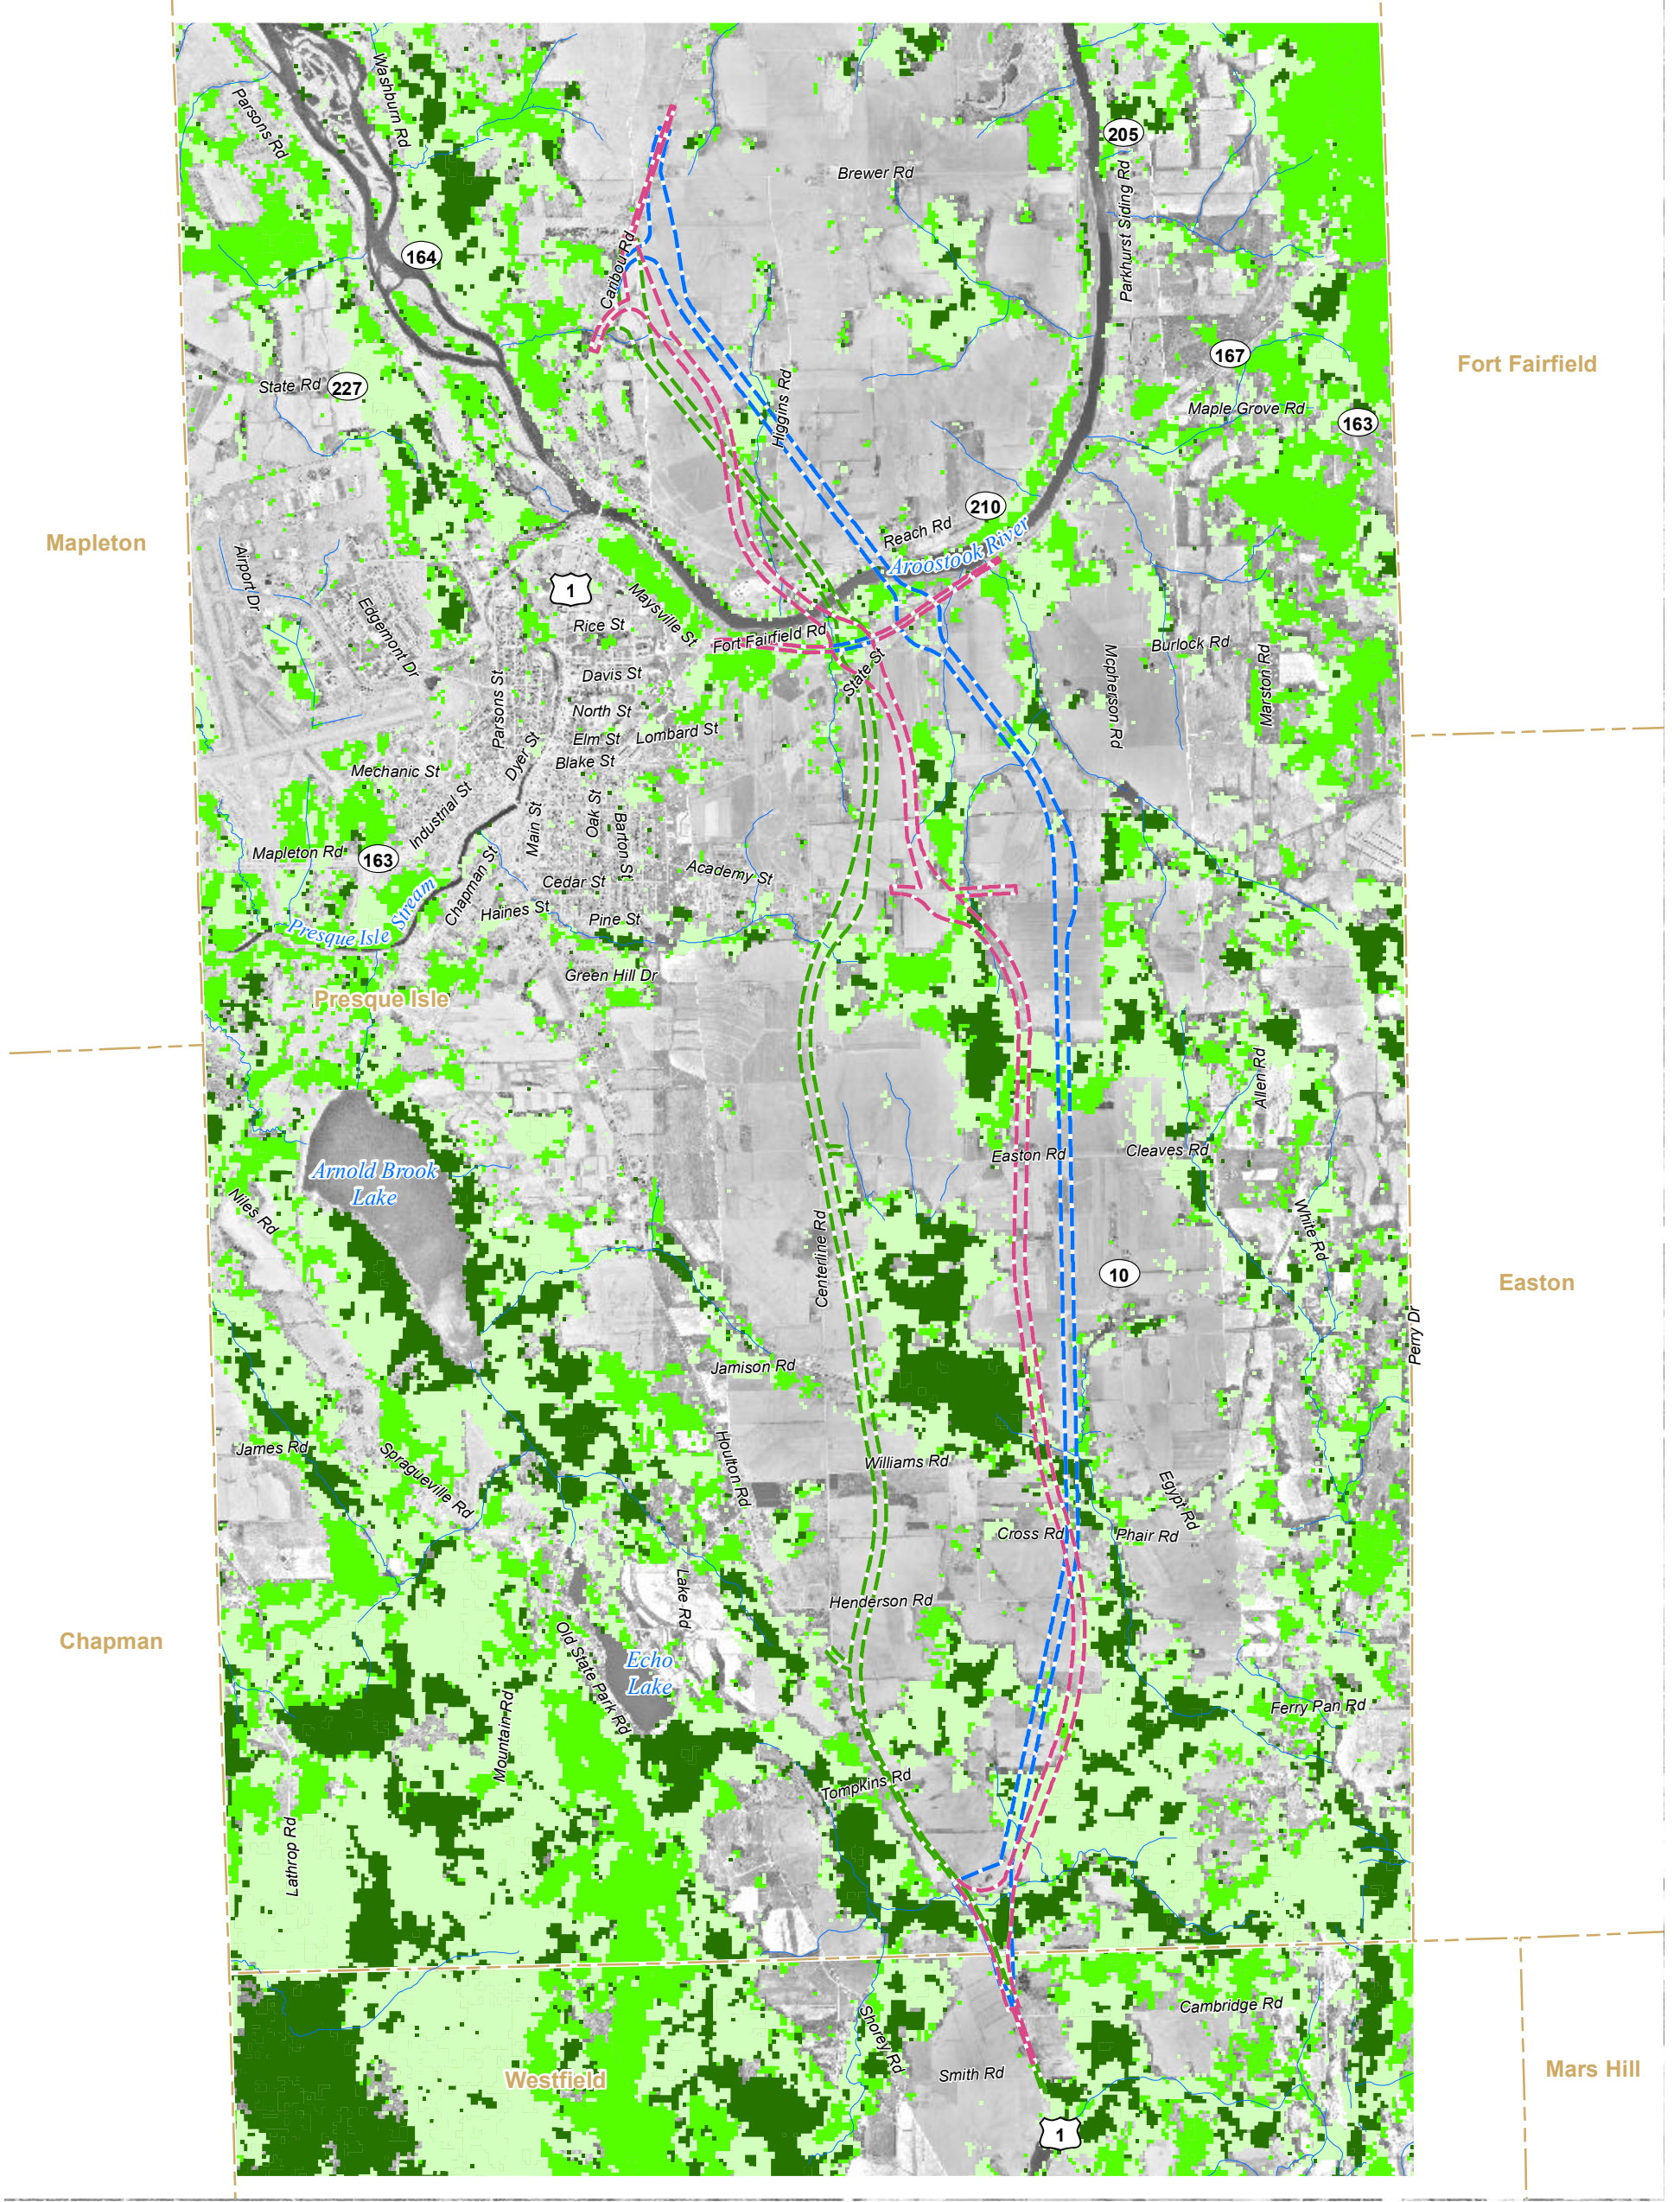 Washburn Rd
Parsons Rd
205
Brewer Rd
Parkhurst Siding Rd
164
Caribou Rd
167
Fort Fairfield
State Rd
227
Higgins Rd
Maple Grove Rd
163
210
Reach Rd
Aroostook River
Mapleton
Airport Dr
1
Edgemont Dr
Maysville St
Rice St
Fort Fairfield Rd
Burlock Rd
Mcpherson Rd
Marston Rd
State St
Davis St
Parsons St
North St
Elm St
Lombard St
Dyer St
Blake St
Mechanic St
Industrial St
Main St
Oak St
Barton St
Mapleton Rd
163
Chapman St
Academy St
Cedar St
Haines St
Pine St
Presque Isle Stream
Green Hill Dr
Presque Isle
Allen Rd
Easton Rd
Cleaves Rd
Arnold Brook
Lake
Niles Rd
White Rd
Centerline Rd
10
Easton
Perry Dr
Jamison Rd
James Rd
Spragueville Rd
Houlton Rd
Williams Rd
Egypt Rd
Cross Rd
Phair Rd
Lake Rd
Henderson Rd
Chapman
Old State Park Rd
Echo
Lake
Mountain Rd
Ferry Pan Rd
Tompkins Rd
Lathrop Rd
Cambridge Rd
Shorey Rd
Smith Rd
Westfield
Mars Hill
1